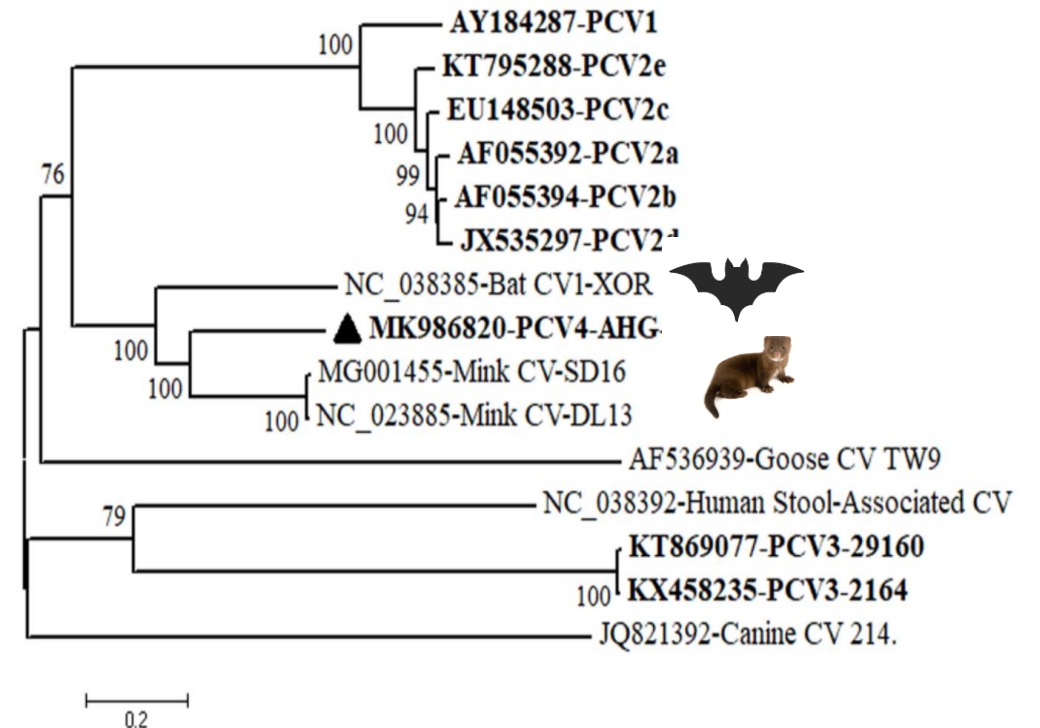 AY184287-PCV1
100
KT795288-PCV2e
EU148503-PCV2c
100
AF055392-PCV2a
99
76
AF055394-PCV2b
94
JX535297-PCV2
NC_038385-Bat CV1-XOR
MK986820-PCV4-AHG-
100
MG001455-Mink CV-SD16
100
NC_023885-Mink CV-DL13
100
AF536939-Goose CV TW9
NC_038392-Human Stool-Associated CV
79
KT869077-PCV3-29160
KX458235-PCV3-2164
100
JQ821392-Canine CV 214.
0.2